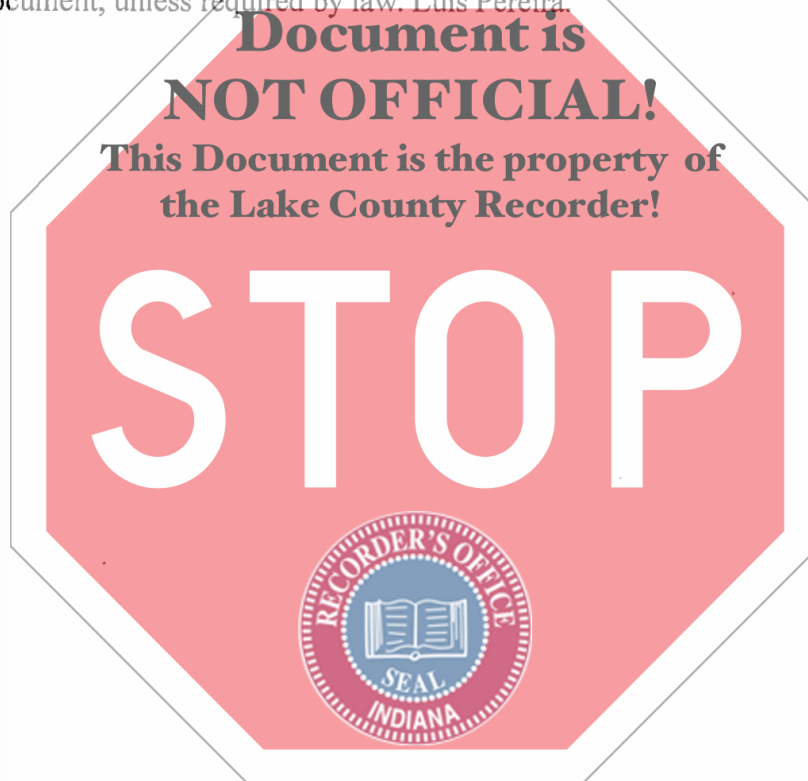 ocument, unless required by law. Luis Pereira.
Document is
NOT OFFICIAL!
This Document is the property of
the Lake County Recorder!
STOP
RECORDER'S OFFICE
SEAL
INDIANA